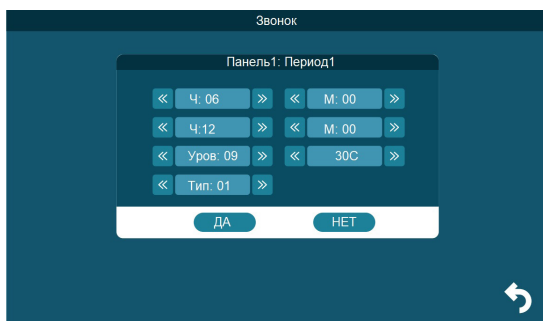 Звонок
Панель1: Период1
« Ч: 06 » « М: 00 »
« Ч:12 » « М: 00 »
« Уров: 09 » « 30С »
« Тип: 01 »
ДА НЕТ